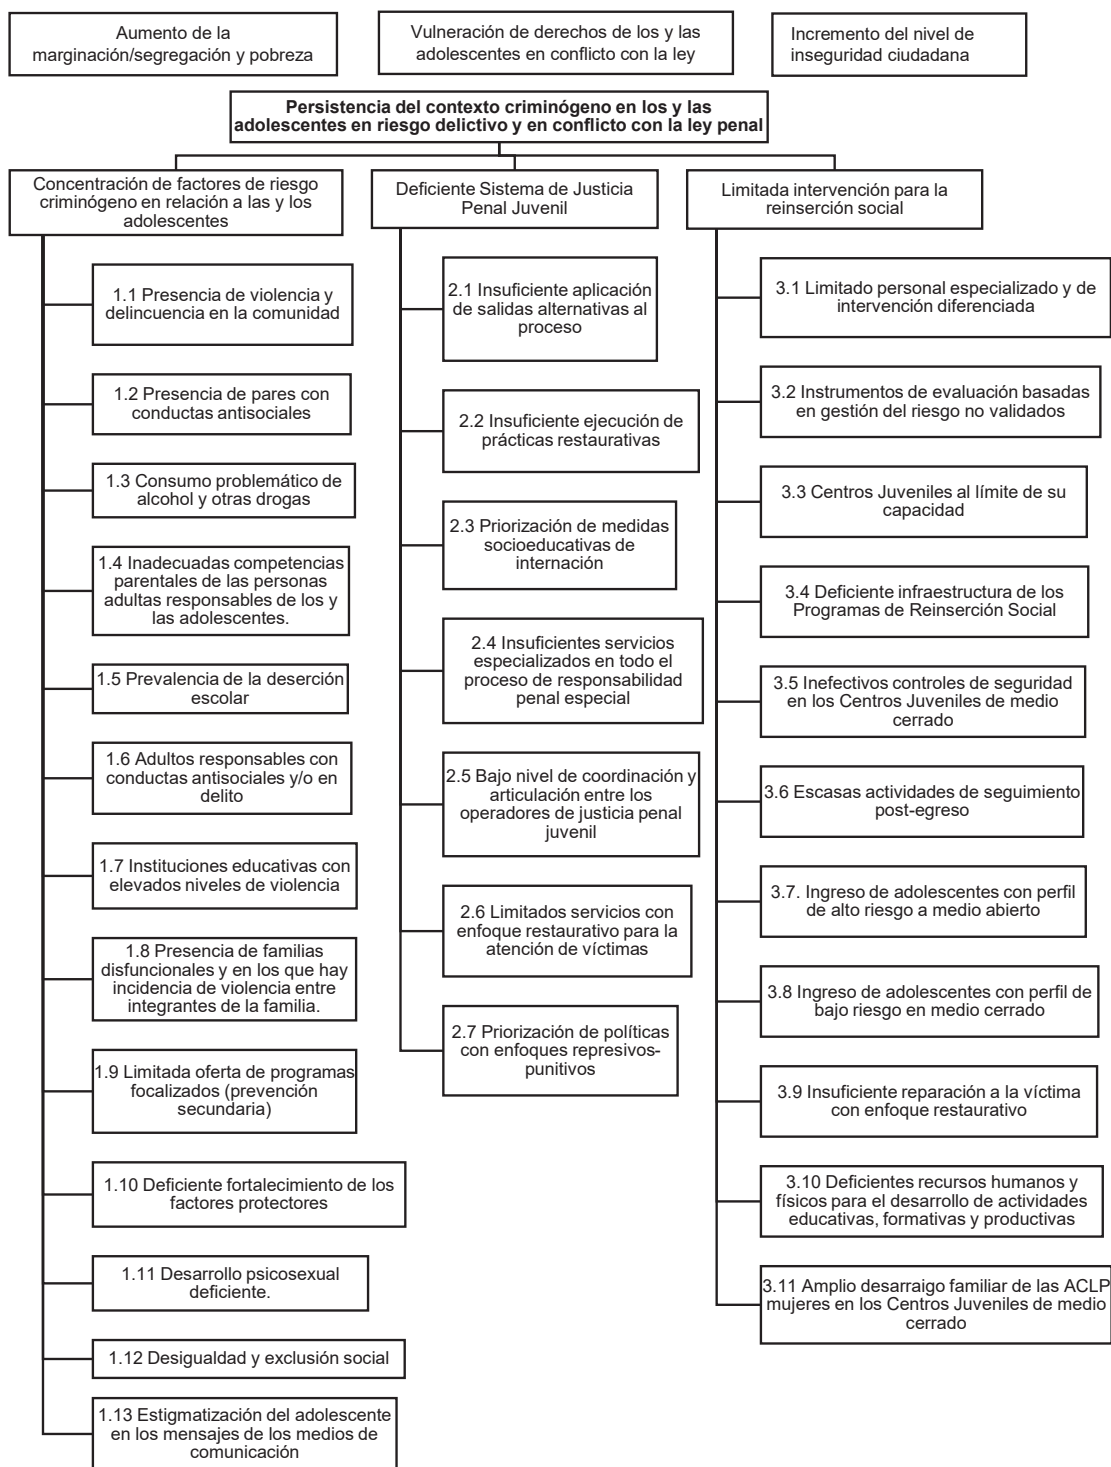 Aumento de la
marginación/segregación y pobreza
Vulneración de derechos de los y las
adolescentes en conflicto con la ley
Incremento del nivel de
inseguridad ciudadana
Persistencia del contexto criminógeno en los y las
adolescentes en riesgo delictivo y en conflicto con la ley penal
Concentración de factores de riesgo
criminógeno en relación a las y los
adolescentes
1.1 Presencia de violencia y
delincuencia en la comunidad
1.2 Presencia de pares con
conductas antisociales
1.3 Consumo problemático de
alcohol y otras drogas
1.4 Inadecuadas competencias
parentales de las personas
adultas responsables de los y
las adolescentes.
1.5 Prevalencia de la deserción
escolar
1.6 Adultos responsables con
conductas antisociales y/o en
delito
1.7 Instituciones educativas con
elevados niveles de violencia
1.8 Presencia de familias
disfuncionales y en los que hay
incidencia de violencia entre
integrantes de la familia.
1.9 Limitada oferta de programas
focalizados (prevención
secundaria)
1.10 Deficiente fortalecimiento de los
factores protectores
1.11 Desarrollo psicosexual
deficiente.
1.12 Desigualdad y exclusión social
1.13 Estigmatización del adolescente
en los mensajes de los medios de
comunicación
Deficiente Sistema de Justicia
Penal Juvenil
2.1 Insuficiente aplicación
de salidas alternativas al
proceso
2.2 Insuficiente ejecución de
prácticas restaurativas
2.3 Priorización de medidas
socioeducativas de
internación
2.4 Insuficientes servicios
especializados en todo el
proceso de responsabilidad
penal especial
2.5 Bajo nivel de coordinación y
articulación entre los
operadores de justicia penal
juvenil
2.6 Limitados servicios con
enfoque restaurativo para la
atención de víctimas
2.7 Priorización de políticas
con enfoques represivos-
punitivos
Limitada intervención para la
reinserción social
3.1 Limitado personal especializado y de
intervención diferenciada
3.2 Instrumentos de evaluación basadas
en gestión del riesgo no validados
3.3 Centros Juveniles al límite de su
capacidad
3.4 Deficiente infraestructura de los
Programas de Reinserción Social
3.5 Inefectivos controles de seguridad
en los Centros Juveniles de medio
cerrado
3.6 Escasas actividades de seguimiento
post-egreso
3.7. Ingreso de adolescentes con perfil
de alto riesgo a medio abierto
3.8 Ingreso de adolescentes con perfil de
bajo riesgo en medio cerrado
3.9 Insuficiente reparación a la víctima
con enfoque restaurativo
3.10 Deficientes recursos humanos y
físicos para el desarrollo de actividades
educativas, formativas y productivas
3.11 Amplio desarraigo familiar de las ACLP
mujeres en los Centros Juveniles de medio
cerrado